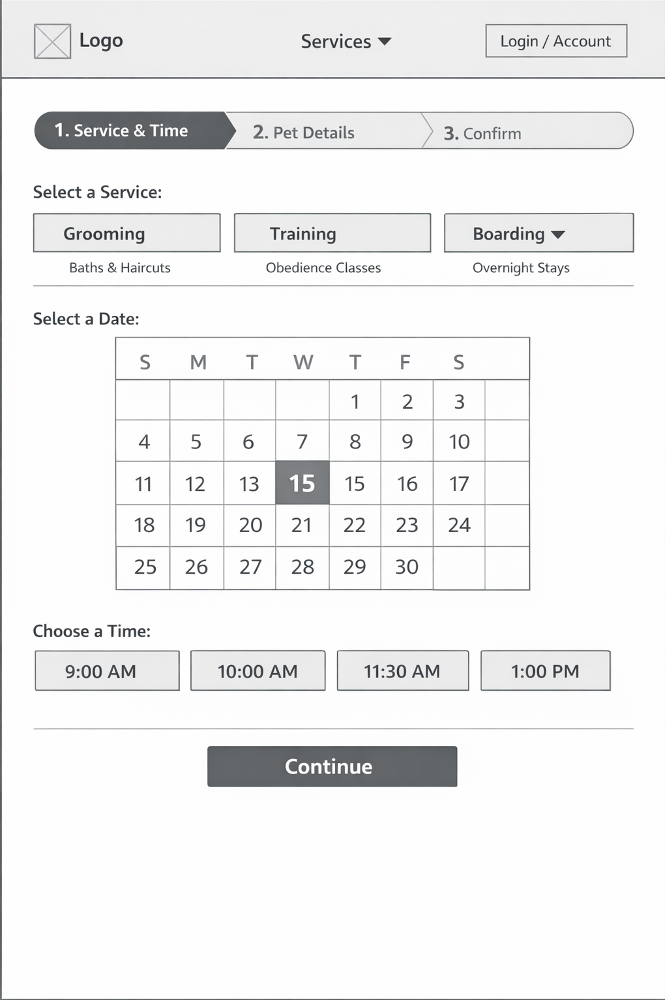 Logo
Services
Login / Account
1. Service & Time
2. Pet Details
3. Confirm
Select a Service:
Grooming
Training
Boarding
Baths & Haircuts
Obedience Classes
Overnight Stays
Select a Date:
S M T W T F S
1 2 3
4 5 6 7 8 9 10
11 12 13 15 15 16 17
18 19 20 21 22 23 24
25 26 27 28 29 30
Choose a Time:
9:00 AM
10:00 AM
11:30 AM
1:00 PM
Continue